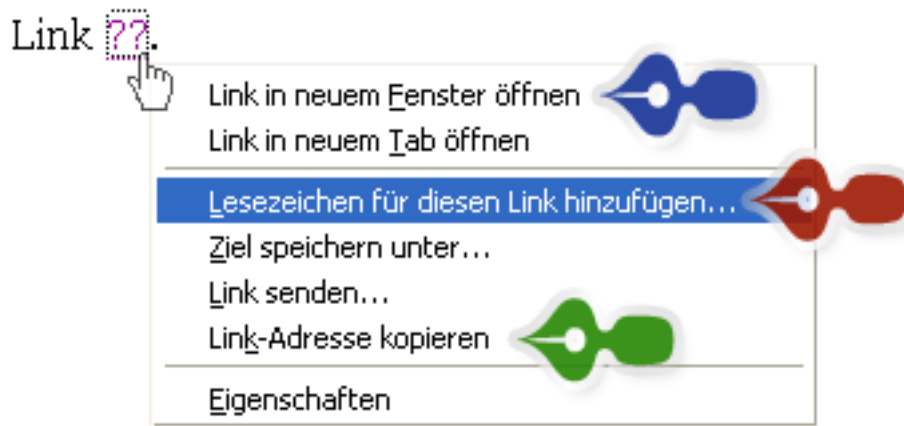 Link ??.
Link in neuem Fenster öffnen
Link in neuem Tab öffnen
Lesezeichen für diesen Link hinzufügen...
Ziel speichern unter...
Link senden...
Link-Adresse kopieren
Eigenschaften